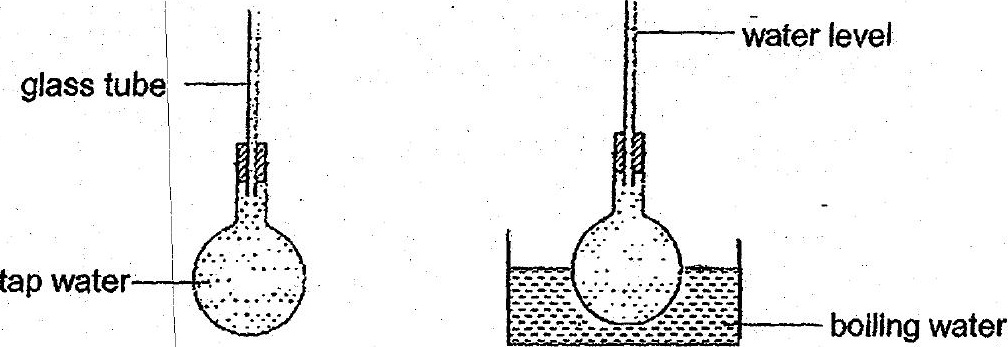 water level
glass tube
tap water
boiling water